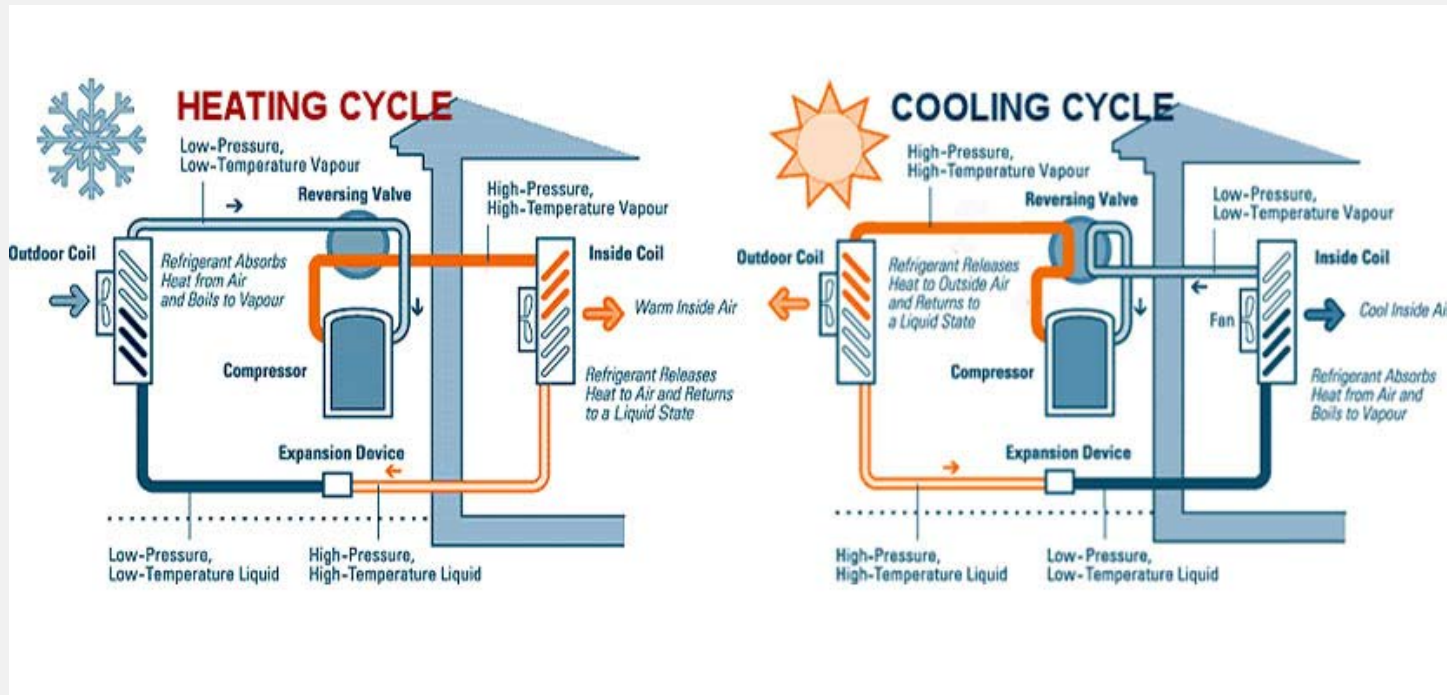 HEATING CYCLE
Low-Pressure,
Low-Temperature Vapour
Reversing Valve
High-Pressure,
High-Temperature Vapour
Outdoor Coil
Refrigerant Absorbs
Heat from Air
and Boils to Vapour
Inside Coil
Warm Inside Air
Compressor
Refrigerant Releases
Heat to Air and Returns
to a Liquid State
Expansion Device
Low-Pressure,
Low-Temperature Liquid
High-Pressure,
High-Temperature Liquid
COOLING CYCLE
High-Pressure,
High-Temperature Vapour
Reversing Valve
Low-Pressure,
Low-Temperature Vapour
Outdoor Coil
Refrigerant Releases
Heat to Outside Air
and Returns to
a Liquid State
Inside Coil
Fan
Cool Inside Ai
Compressor
Refrigerant Absorbs
Heat from Air and
Boils to Vapour
Expansion Device
High-Pressure,
High-Temperature Liquid
Low-Pressure,
Low-Temperature Liquid